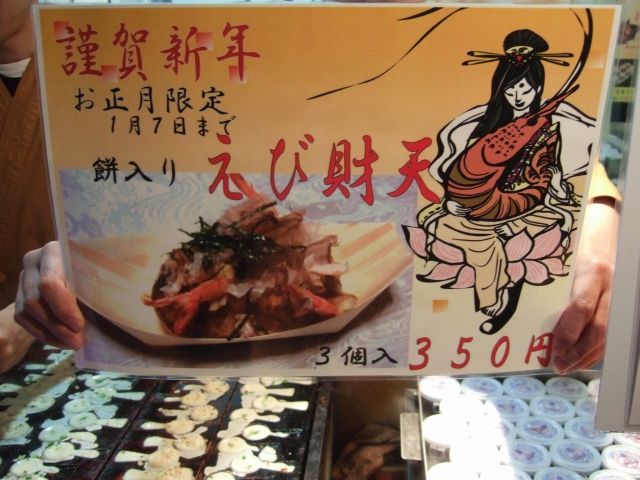 謹賀新年
お正月限定
1月7日まで
餅入り えび財天
3個入 350円